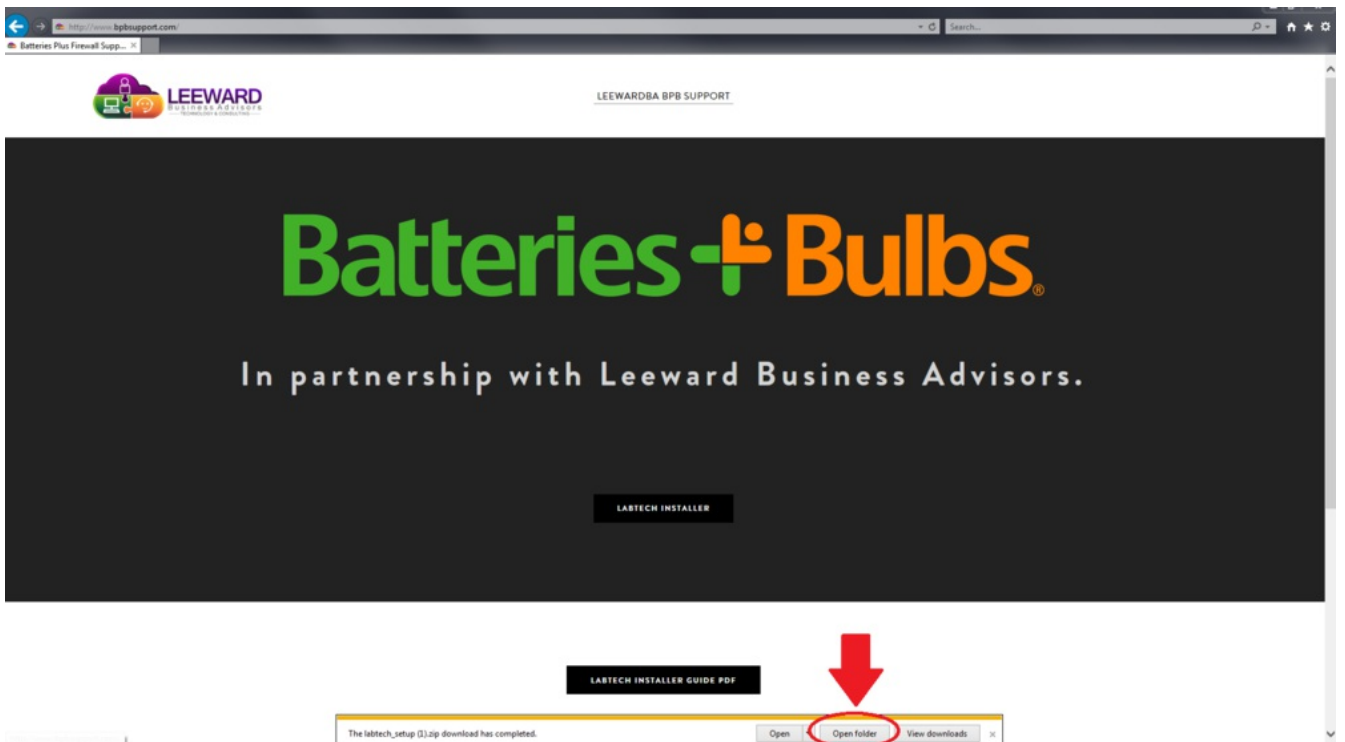 http://www.bpbsupport.com/
Search...
Batteries Plus Firewall Supp...
LEEWARD
Business Advisors
TECHNOLOGY & CONSULTING
LEEWARDBA BPB SUPPORT
Batteries + Bulbs®
In partnership with Leeward Business Advisors.
LABTECH INSTALLER
LABTECH INSTALLER GUIDE PDF
The labtech_setup (1).zip download has completed.
Open
Open folder
View downloads